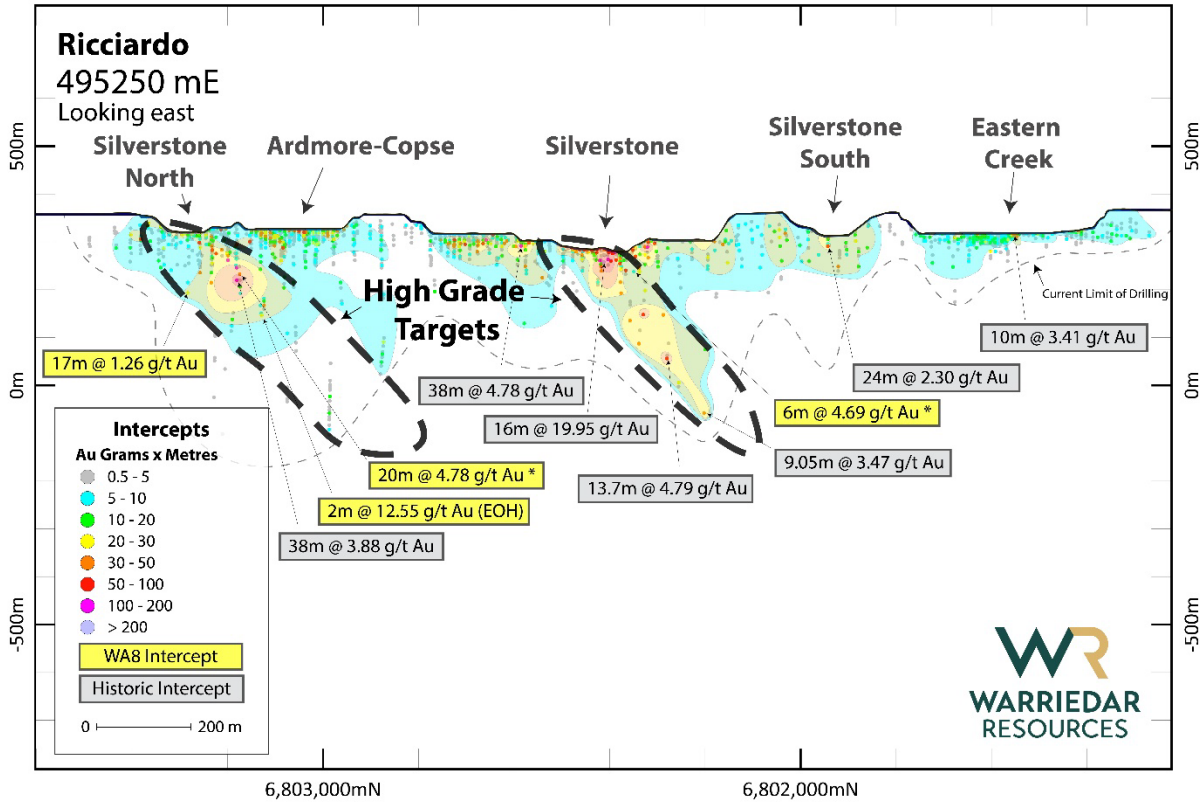 Ricciardo
495250 mE
Looking east
Silverstone
North
Ardmore-Copse
Silverstone
Silverstone
South
Eastern
Creek
500m
0m
-500m
500m
0m
-500m
High Grade
Targets
Current Limit of Drilling
17m @ 1.26 g/t Au
38m @ 4.78 g/t Au
16m @ 19.95 g/t Au
20m @ 4.78 g/t Au *
2m @ 12.55 g/t Au (EOH)
38m @ 3.88 g/t Au
13.7m @ 4.79 g/t Au
10m @ 3.41 g/t Au
24m @ 2.30 g/t Au
6m @ 4.69 g/t Au *
9.05m @ 3.47 g/t Au
Intercepts
Au Grams x Metres
0.5 - 5
5 - 10
10 - 20
20 - 30
30 - 50
50 - 100
100 - 200
> 200
WA8 Intercept
Historic Intercept
0 200 m
WR
WARRIEDAR
RESOURCES
6,803,000mN
6,802,000mN